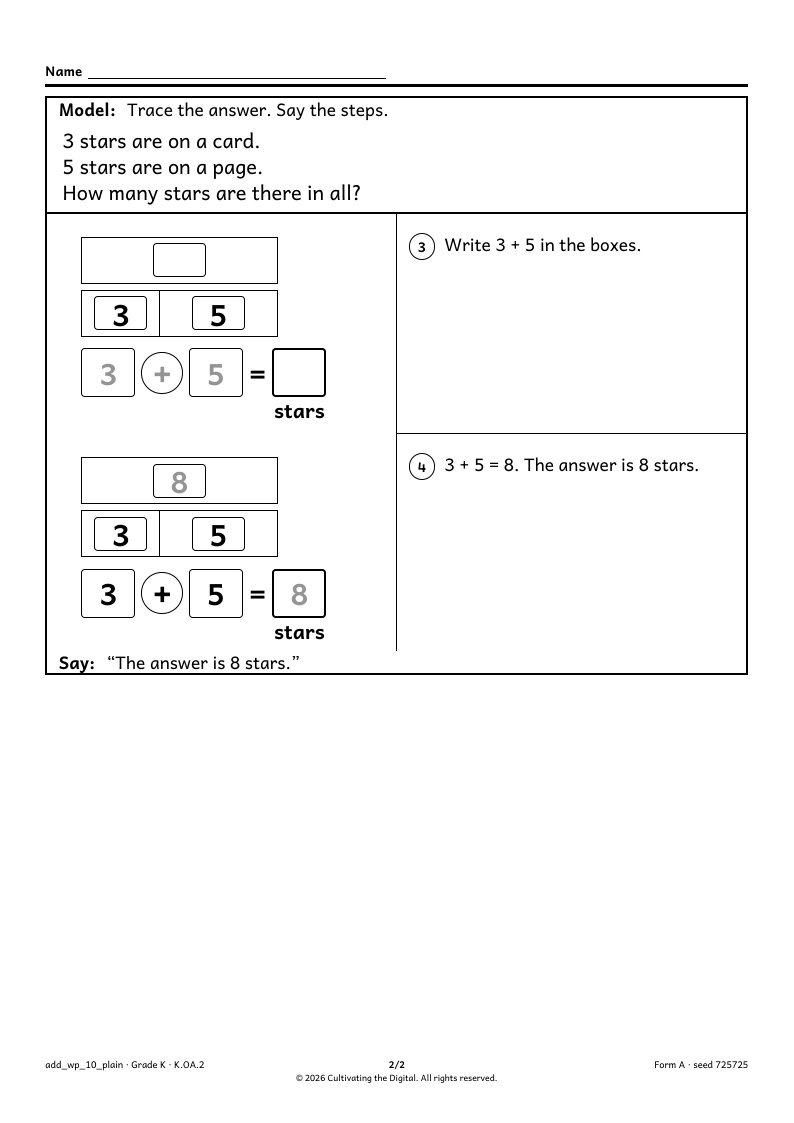 Name
Model: Trace the answer. Say the steps.
3 stars are on a card.
5 stars are on a page.
How many stars are there in all?
3 5
3 + 5 =
stars
3 Write 3 + 5 in the boxes.
8
3 5
3 + 5 = 8
stars
4 3 + 5 = 8. The answer is 8 stars.
Say: “The answer is 8 stars.”
add_wp_10_plain · Grade K · K.OA.2
2/2
Form A · seed 725725
© 2026 Cultivating the Digital. All rights reserved.